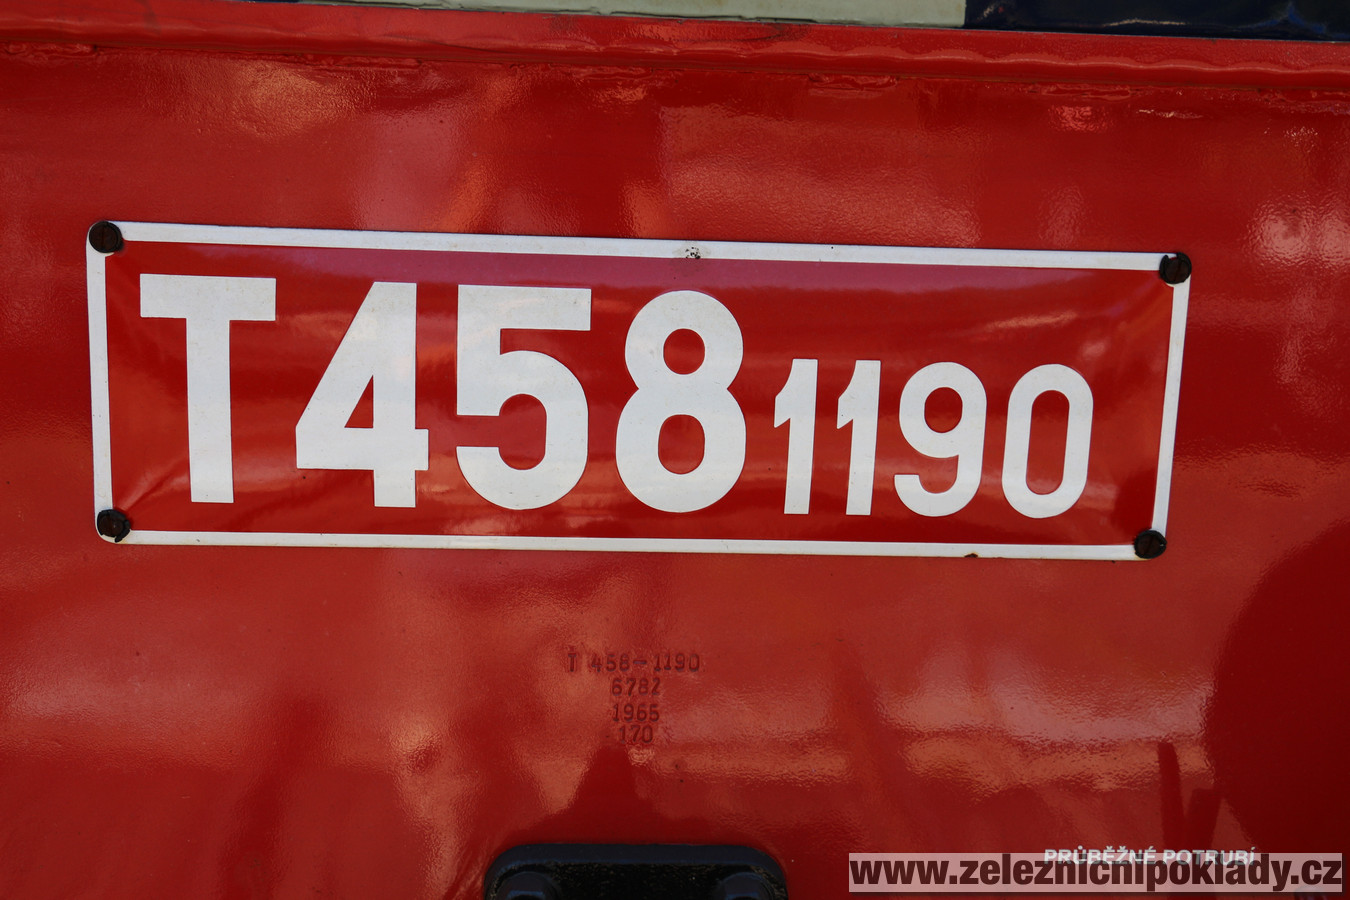 T4581190
T 458-1190
6782
1965
170
PRŮBĚŽNÉ POTRUBÍ
www.zeleznicnipoklady.cz